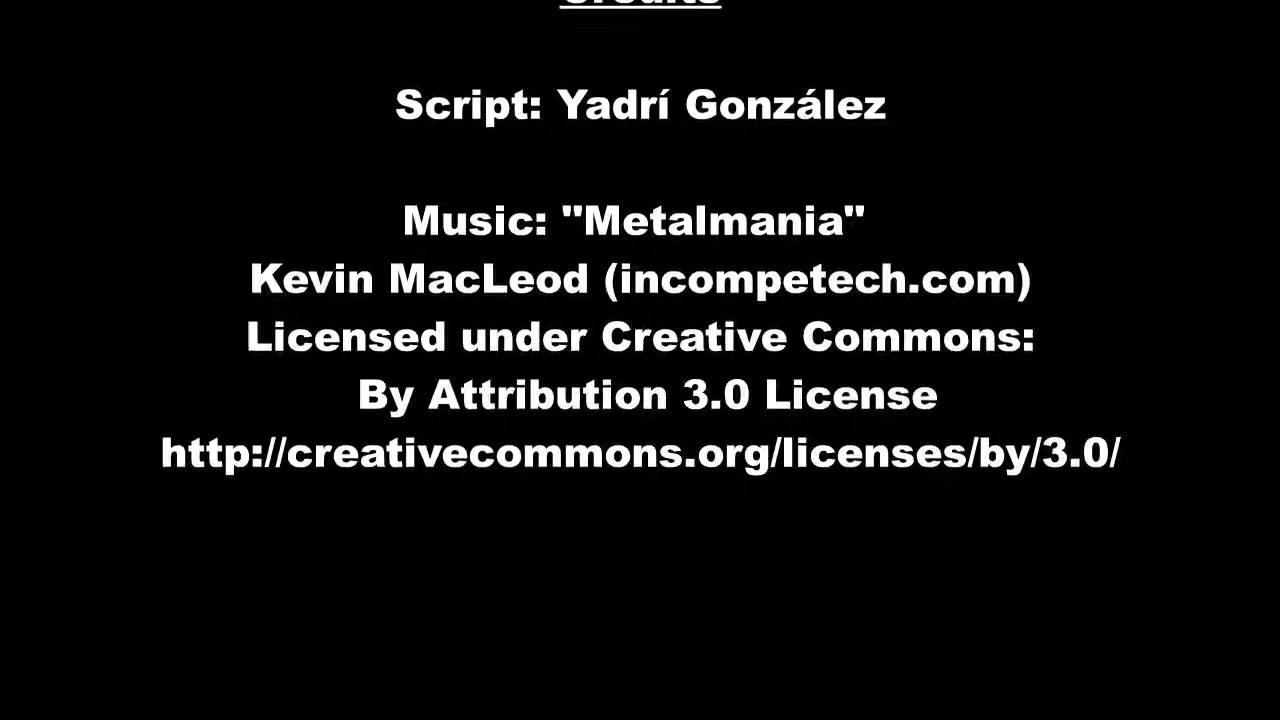 Credits
Script: Yadrí González
Music: "Metalmania"
Kevin MacLeod (incompetech.com)
Licensed under Creative Commons:
By Attribution 3.0 License
http://creativecommons.org/licenses/by/3.0/